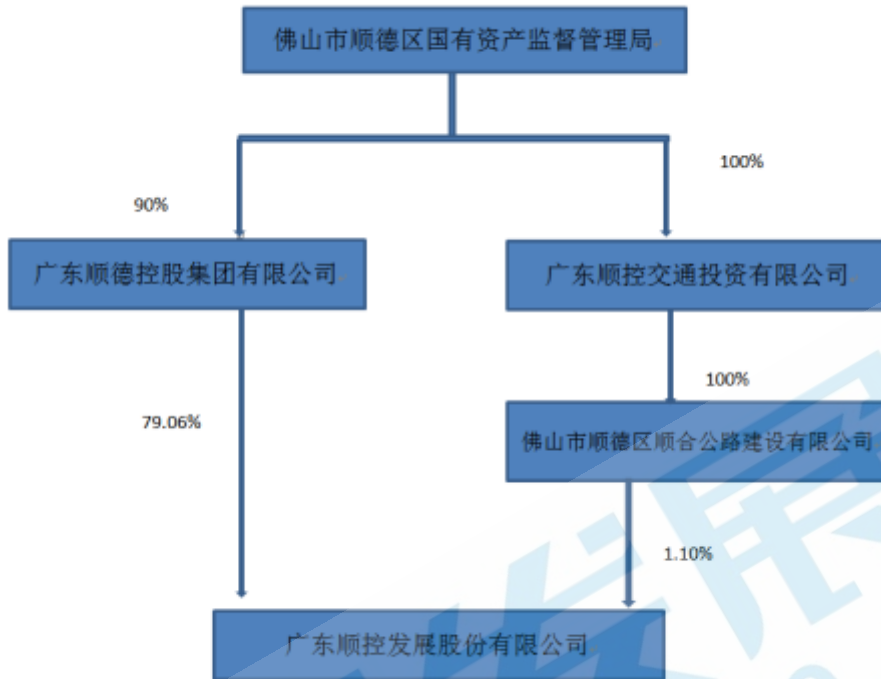 佛山市顺德区国有资产监督管理局
100%
90%
广东顺德控股集团有限公司
广东顺控交通投资有限公司
100%
79.06%
佛山市顺德区顺合公路建设有限公司
1.10%
广东顺控发展股份有限公司
发展